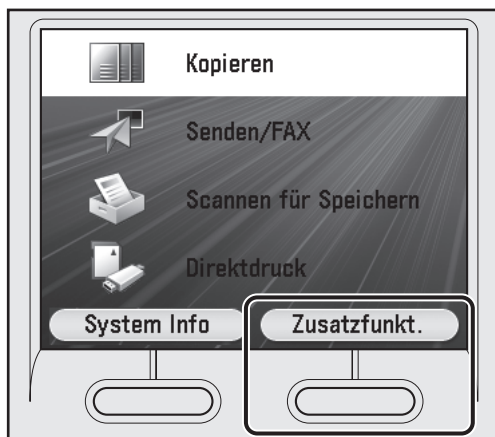 Kopieren
Senden/FAX
Scannen für Speichern
Direktdruck
System Info
Zusatzfunkt.